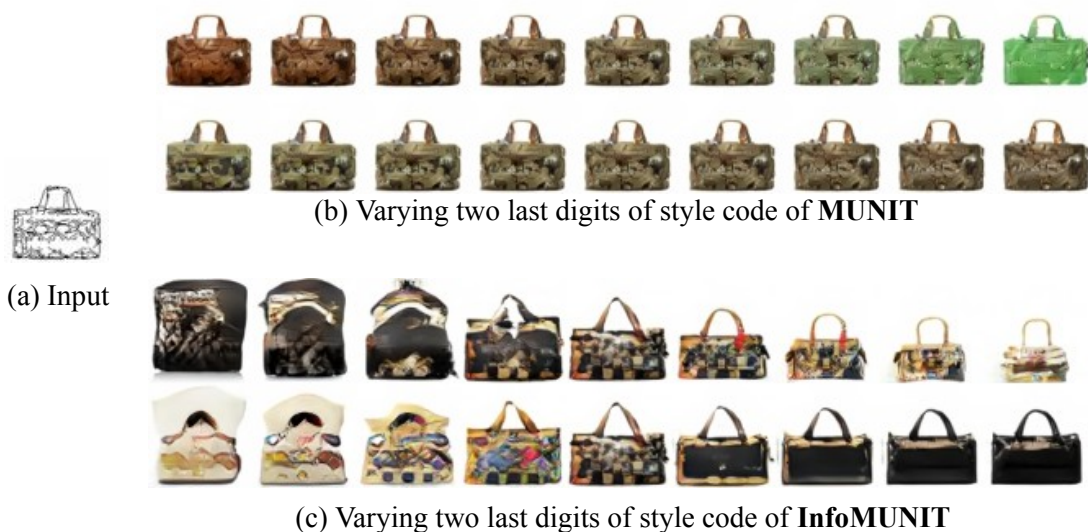 (b) Varying two last digits of style code of MUNIT
(a) Input
(c) Varying two last digits of style code of InfoMUNIT